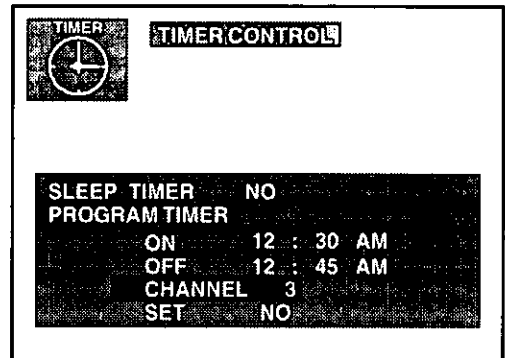 TIMER
TIMER CONTROL
SLEEP TIMER NO
PROGRAM TIMER
ON 12 : 30 AM
OFF 12 : 45 AM
CHANNEL 3
SET NO